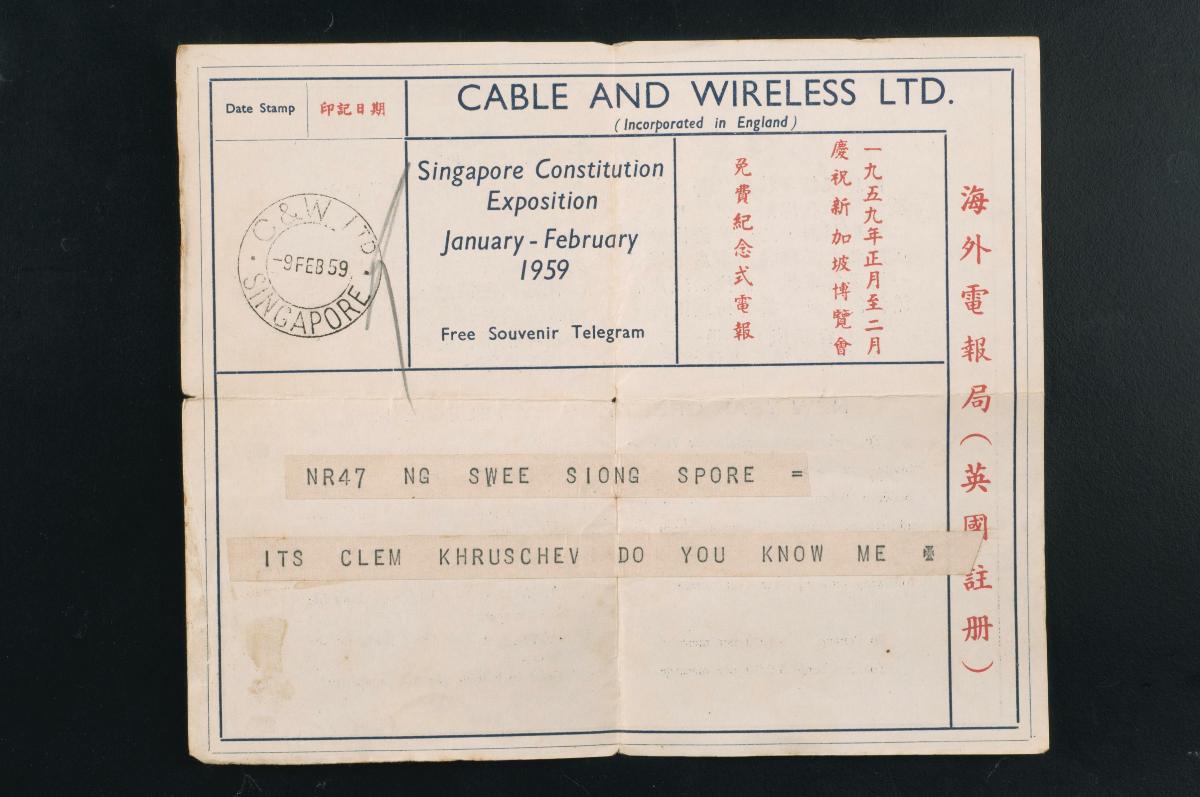 Date Stamp
印記日期
CABLE AND WIRELESS LTD.
(Incorporated in England)
C&W LTD
-9 FEB 59
SINGAPORE
Singapore Constitution
Exposition
January - February
1959
Free Souvenir Telegram
一九五九年正月至二月
慶祝新加坡博覽會
免費紀念式電報
海外電報局(英國註册)
NR47 NG SWEE SIONG SPORE =
ITS CLEM KHRUSCHEV DO YOU KNOW ME